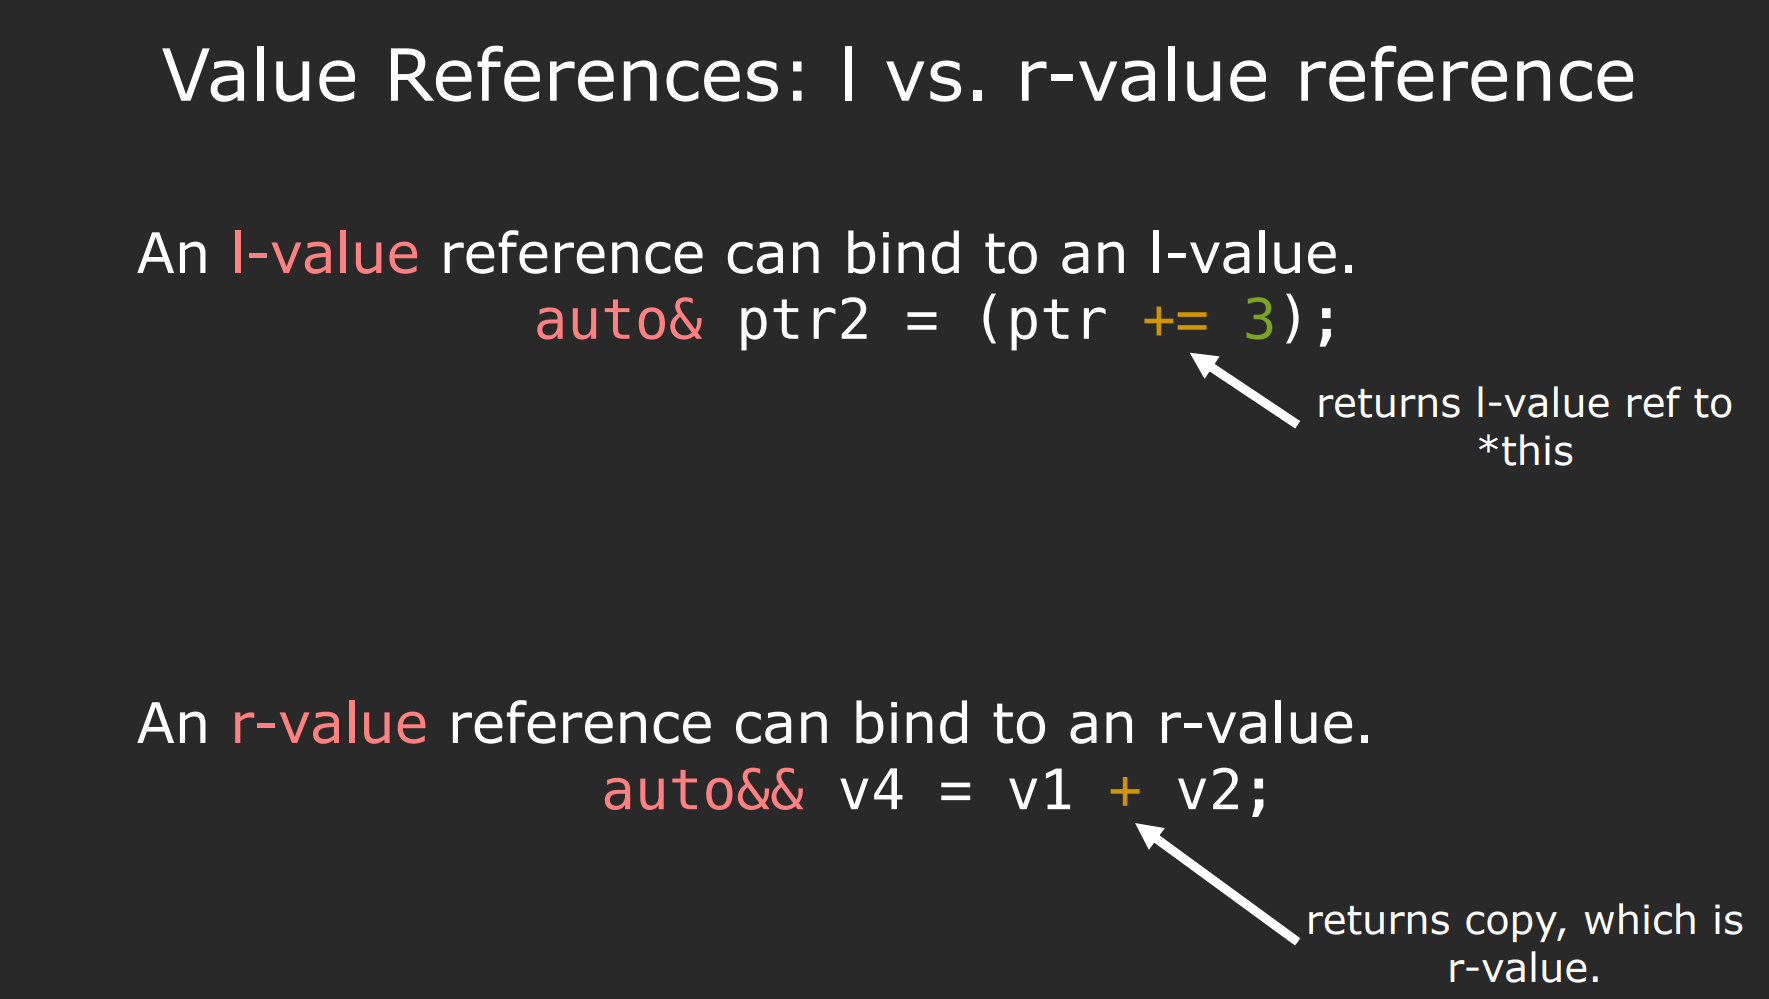 Value References: l vs. r-value reference
An l-value reference can bind to an l-value.
auto& ptr2 = (ptr += 3);
returns l-value ref to
*this
An r-value reference can bind to an r-value.
auto&& v4 = v1 + v2;
returns copy, which is
r-value.